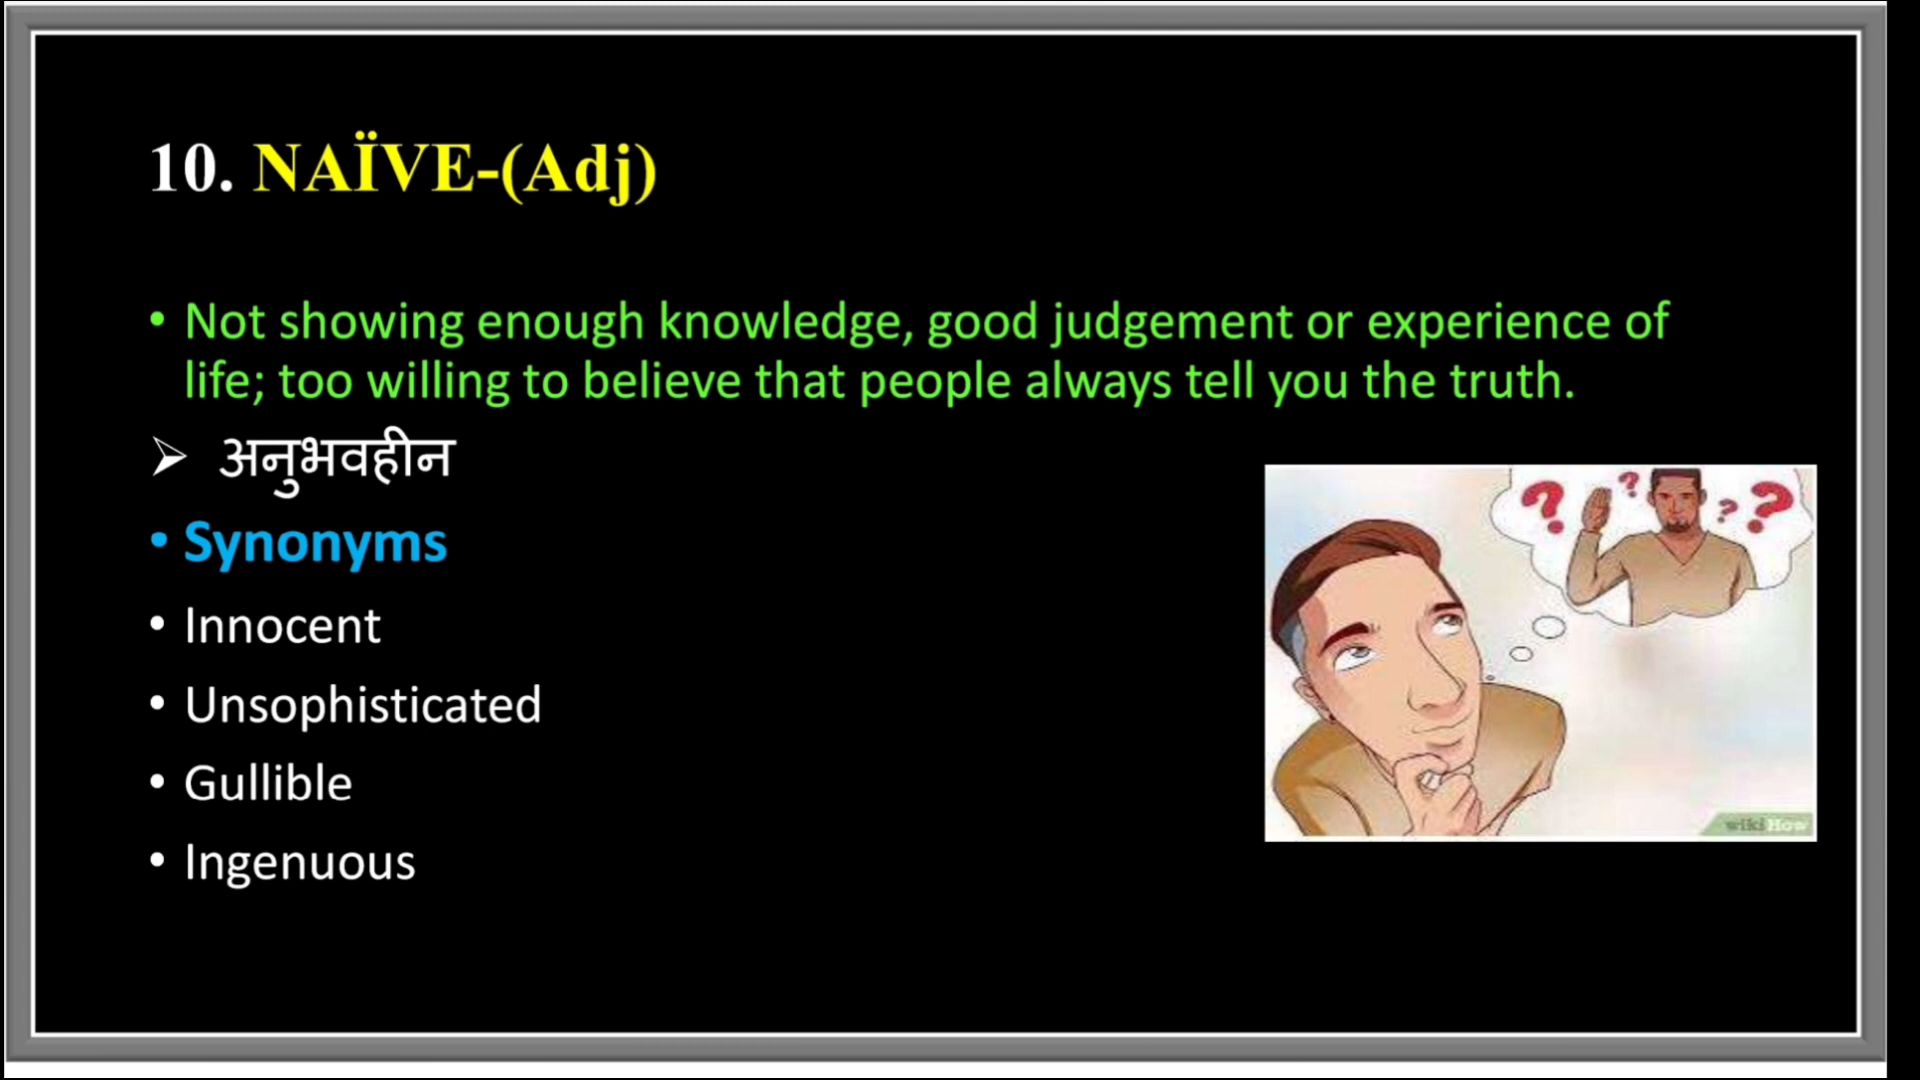 10. NAÏVE-(Adj)
• Not showing enough knowledge, good judgement or experience of
life; too willing to believe that people always tell you the truth.
➢ अनुभवहीन
• Synonyms
• Innocent
• Unsophisticated
• Gullible
• Ingenuous
? ? ? ?
wikiHow